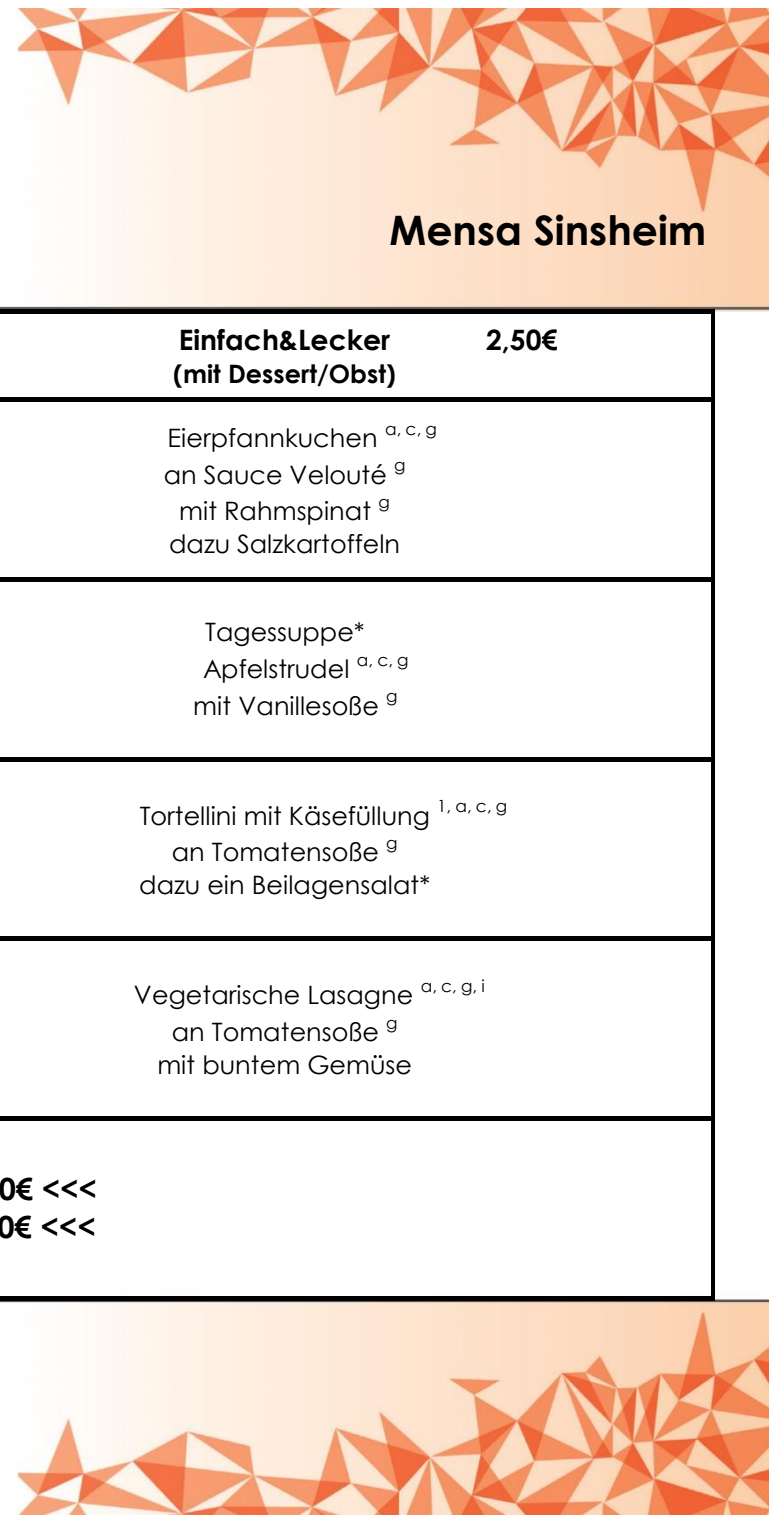 Mensa Sinsheim
Einfach&Lecker 2,50€
(mit Dessert/Obst)
Eierpfannkuchen a, c, g
an Sauce Velouté g
mit Rahmspinat g
dazu Salzkartoffeln
Tagessuppe*
Apfelstrudel a, c, g
mit Vanillesoße g
Tortellini mit Käsefüllung 1, a, c, g
an Tomatensoße g
dazu ein Beilagensalat*
Vegetarische Lasagne a, c, g, i
an Tomatensoße g
mit buntem Gemüse
0€ <<<
0€ <<<